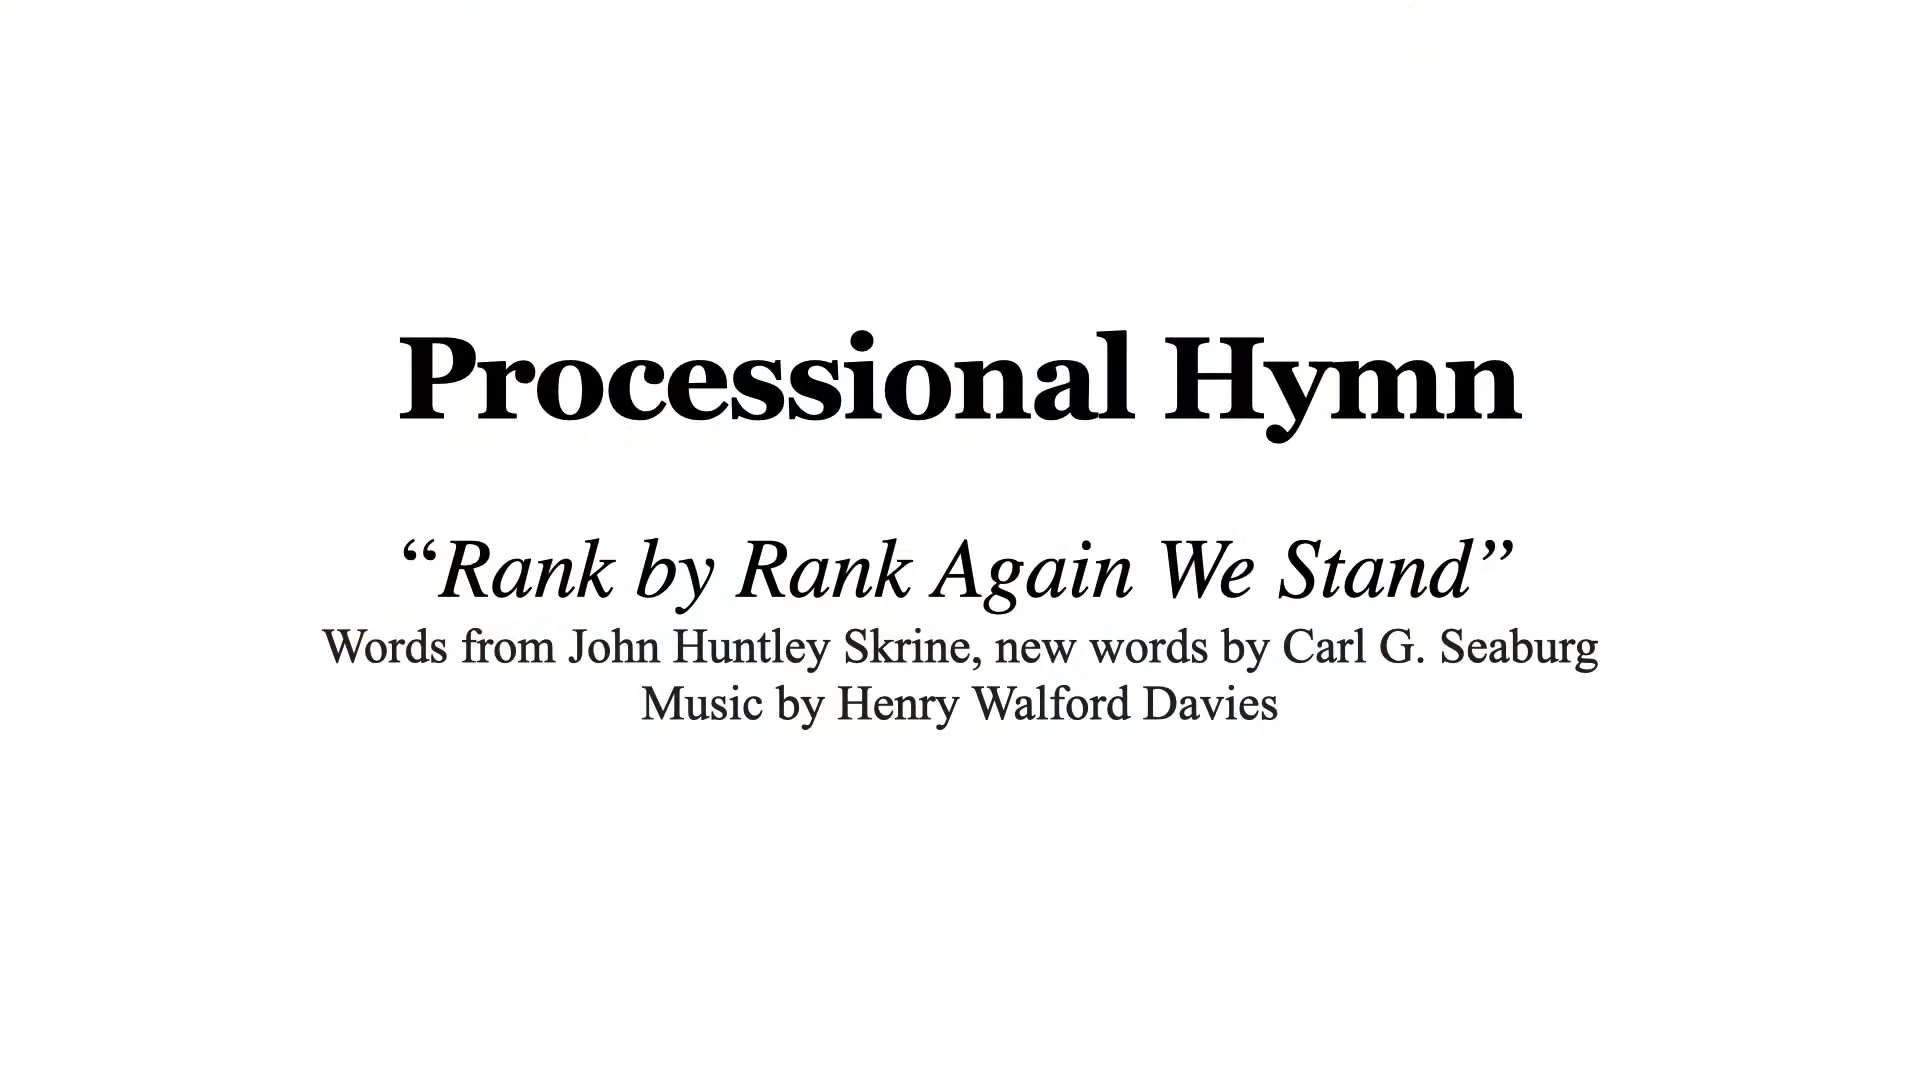 Processional Hymn
“Rank by Rank Again We Stand”
Words from John Huntley Skrine, new words by Carl G. Seaburg
Music by Henry Walford Davies